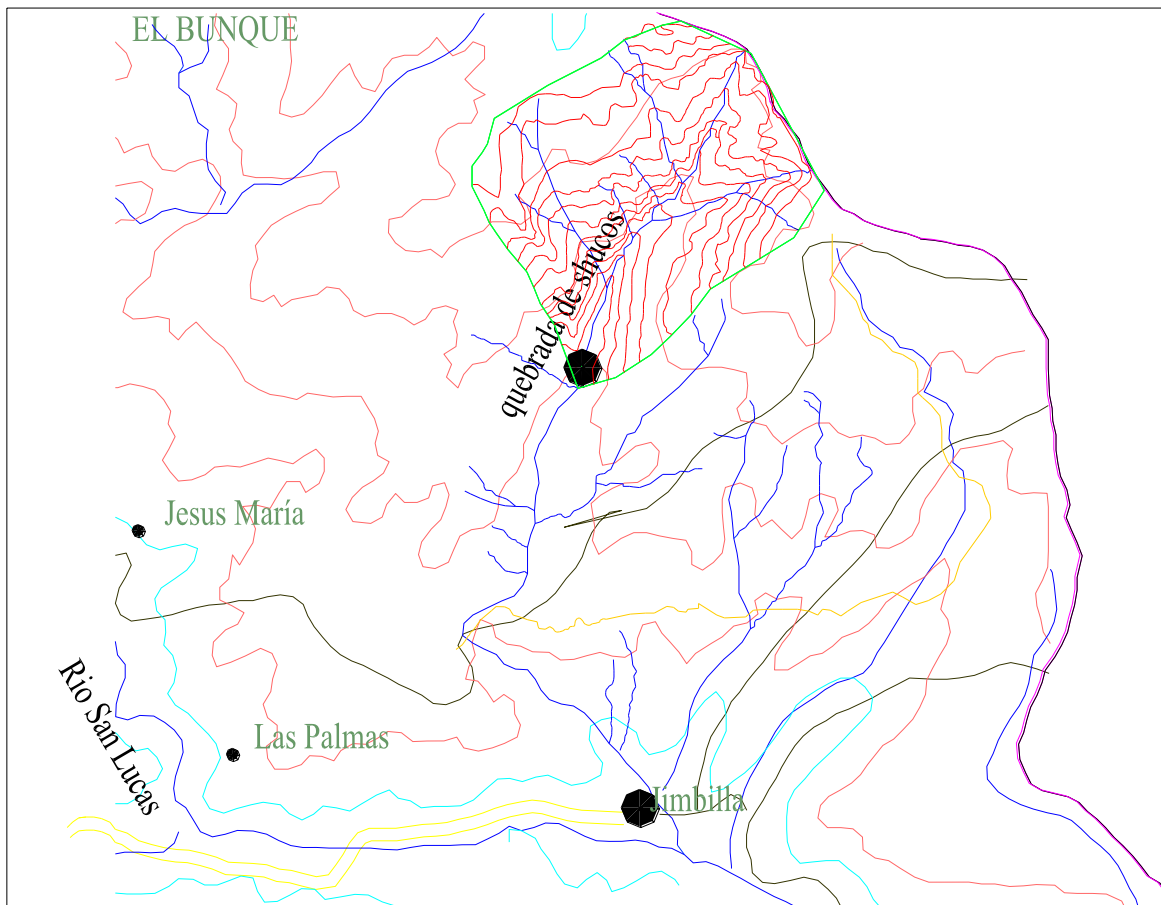 EL BUNQUE
quebrada de shucos
Jesus María
Rio San Lucas
Las Palmas
Jimbilla